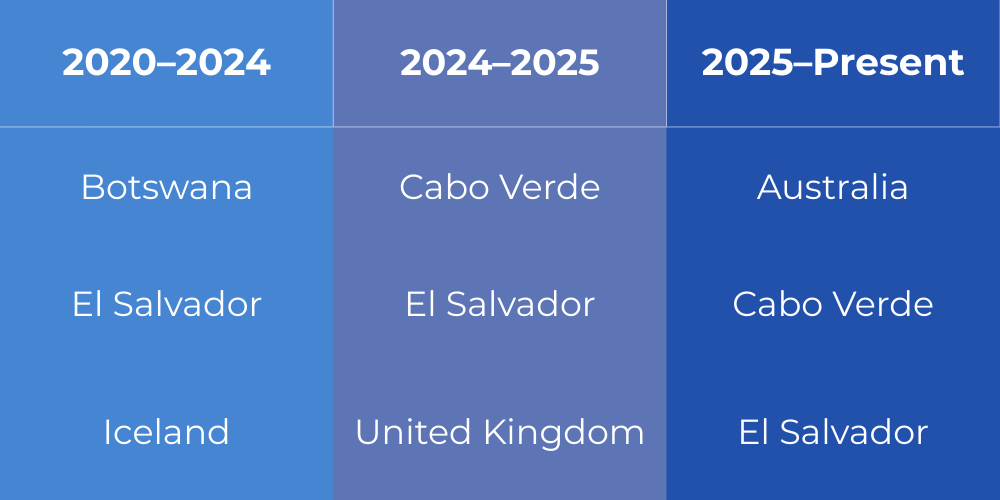 2020–2024
2024–2025
2025–Present
Botswana
Cabo Verde
Australia
El Salvador
El Salvador
Cabo Verde
Iceland
United Kingdom
El Salvador